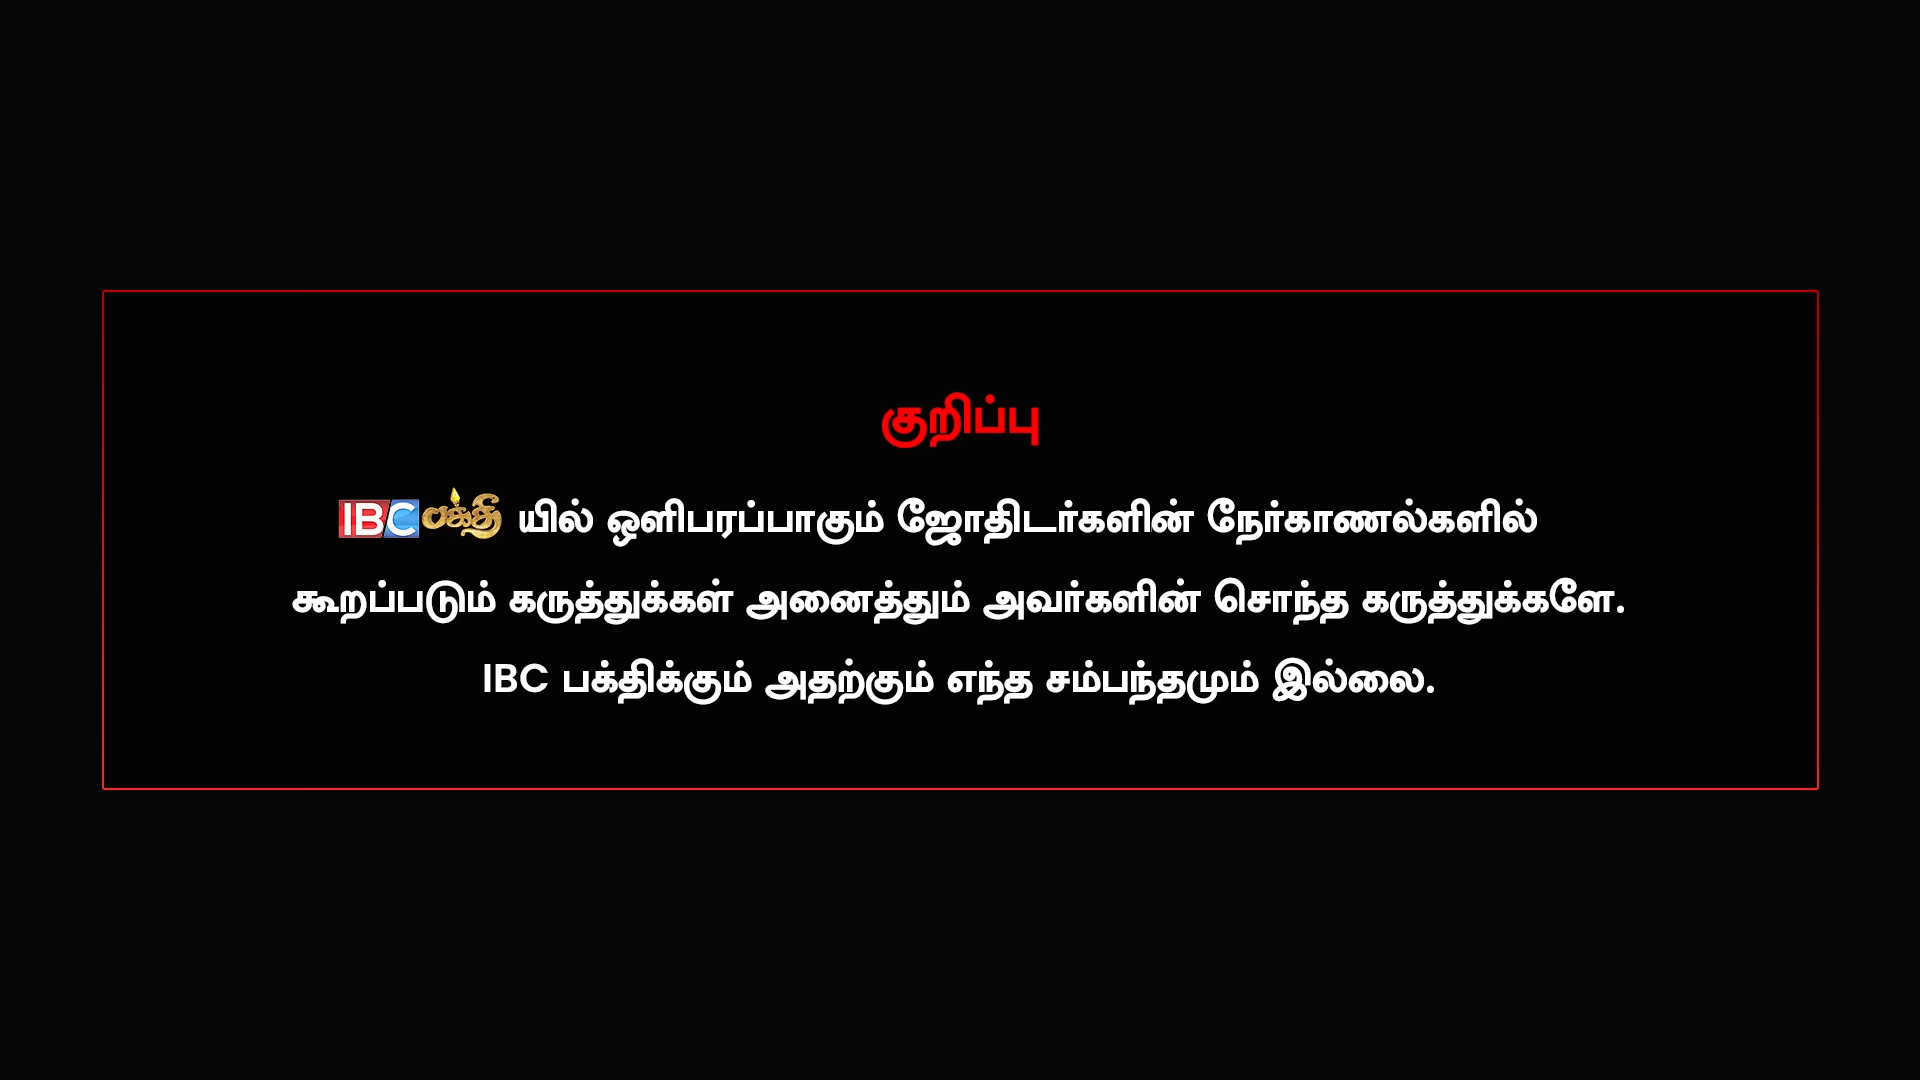 குறிப்பு
IBC பக்தி யில் ஒளிபரப்பாகும் ஜோதிடர்களின் நேர்காணல்களில்
கூறப்படும் கருத்துக்கள் அனைத்தும் அவர்களின் சொந்த கருத்துக்களே.
IBC பக்திக்கும் அதற்கும் எந்த சம்பந்தமும் இல்லை.